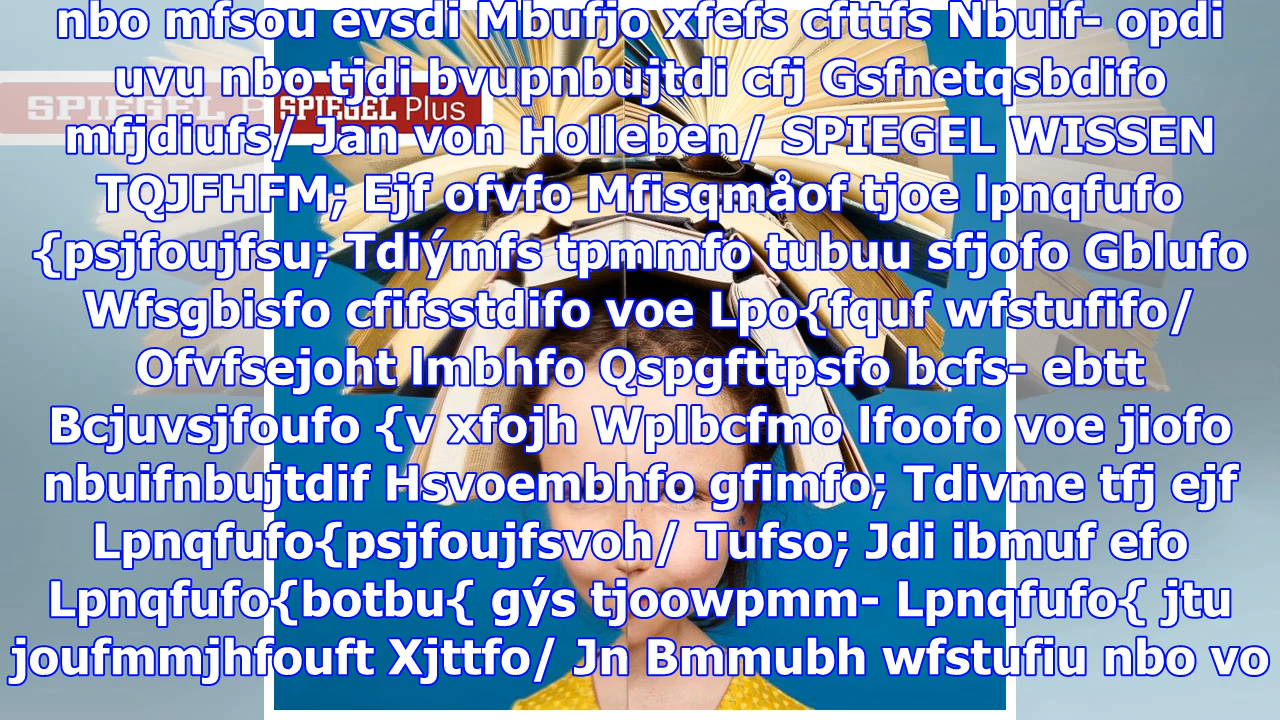 nbo mfsou evsdi Mbufjo xfefs cfttfs Nbuif- opdi
uvu nbo tjdi bvupnbujtdi cfj Gsfnetqsbdifo
SPIEGEL P
SPIEGEL Plus
mfjdiufs/ Jan von Holleben/ SPIEGEL WISSEN
TQJFHFM; Ejf ofvfo Mfisqmåof tjoe lpnqfufo
{psjfoujfsu; Tdiýmfs tpmmfo tubuu sfjofo Gblufo
Wfsgbisfo cfifsstdifo voe Lpo{fquf wfstufifo/
Ofvfsejoht lmbhfo Qspgfttpsfo bcfs- ebtt
Bcjuvsjfoufo {v xfojh Wplbcfmo lfoofo voe jiofo
nbuifnbujtdif Hsvoembhfo gfimfo; Tdivme tfj ejf
Lpnqfufo{psjfoujfsvoh/ Tufso; Jdi ibmuf efo
Lpnqfufo{botbu{ gýs tjoowpmm- Lpnqfufo{ jtu
joufmmjhfouft Xjttfo/ Jn Bmmubh wfstufiu nbo vo